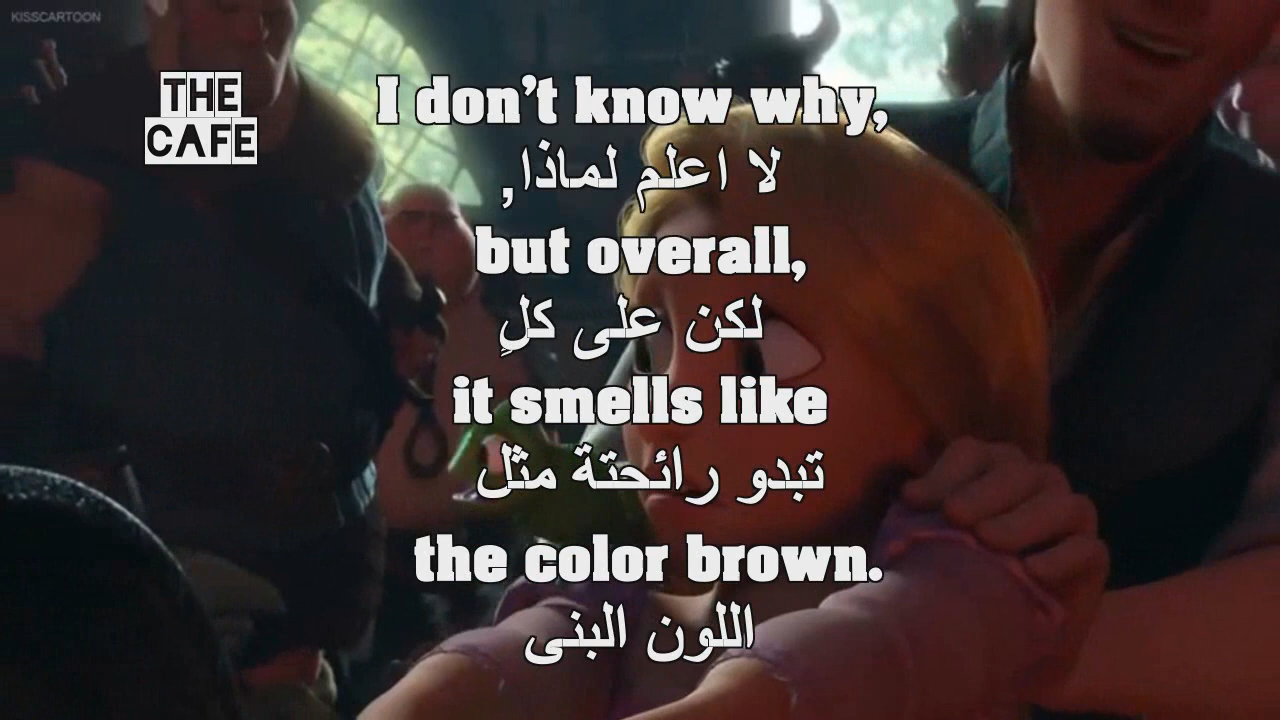 KISSCARTOON
THE
CAFE
I don't know why,
لا اعلم لماذا,
but overall,
لكن على كلٍ
it smells like
تبدو رائحتة مثل
the color brown.
اللون البنى